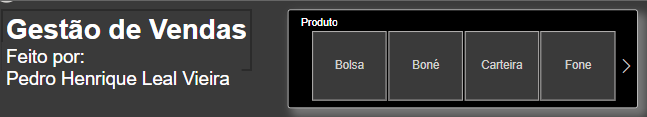 Gestão de Vendas
Feito por:
Pedro Henrique Leal Vieira
Produto
Bolsa
Boné
Carteira
Fone